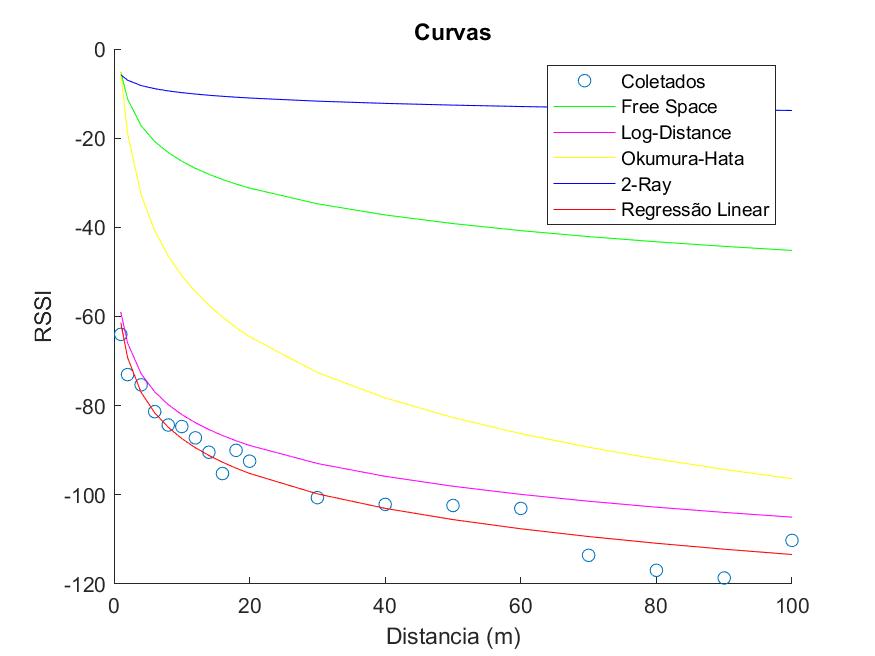 Curvas
0
-20
-40
-60
-80
-100
-120
RSSI
Coletados
Free Space
Log-Distance
Okumura-Hata
2-Ray
Regressão Linear
0 20 40 60 80 100
Distancia (m)